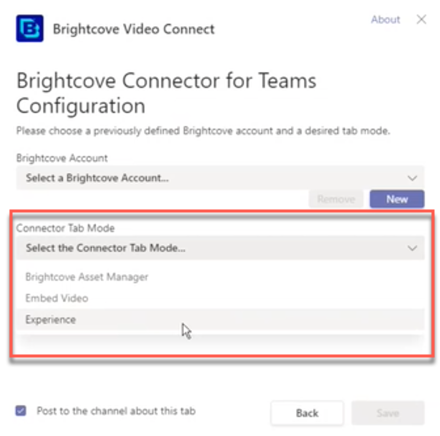 Brightcove Video Connect
About
Brightcove Connector for Teams
Configuration
Please choose a previously defined Brightcove account and a desired tab mode.
Brightcove Account
Select a Brightcove Account...
Remove
New
Connector Tab Mode
Select the Connector Tab Mode...
Brightcove Asset Manager
Embed Video
Experience
Post to the channel about this tab
Back
Save